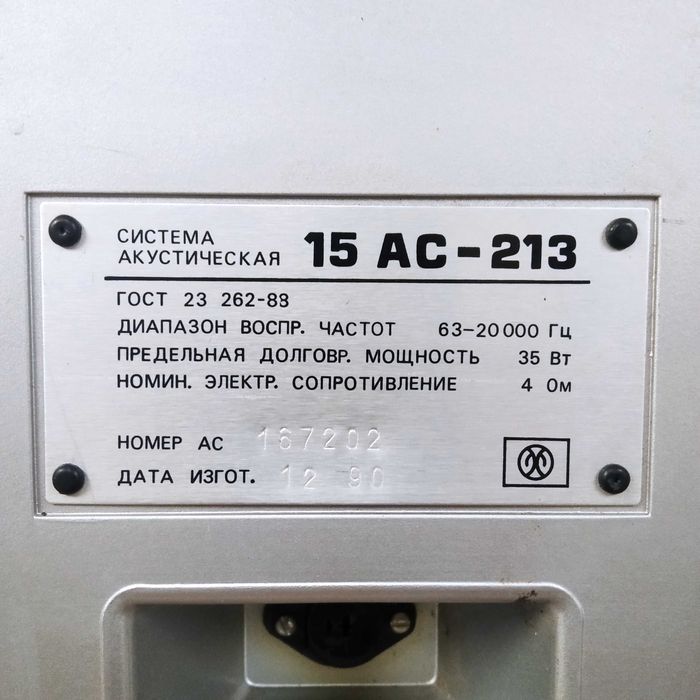 СИСТЕМА
АКУСТИЧЕСКАЯ 15 АС-213
ГОСТ 23 262-88
ДИАПАЗОН ВОСПР. ЧАСТОТ 63-20000 Гц
ПРЕДЕЛЬНАЯ ДОЛГОВР. МОЩНОСТЬ 35 Вт
НОМИН. ЭЛЕКТР. СОПРОТИВЛЕНИЕ 4 Ом
НОМЕР АС 167202
ДАТА ИЗГОТ. 12 90